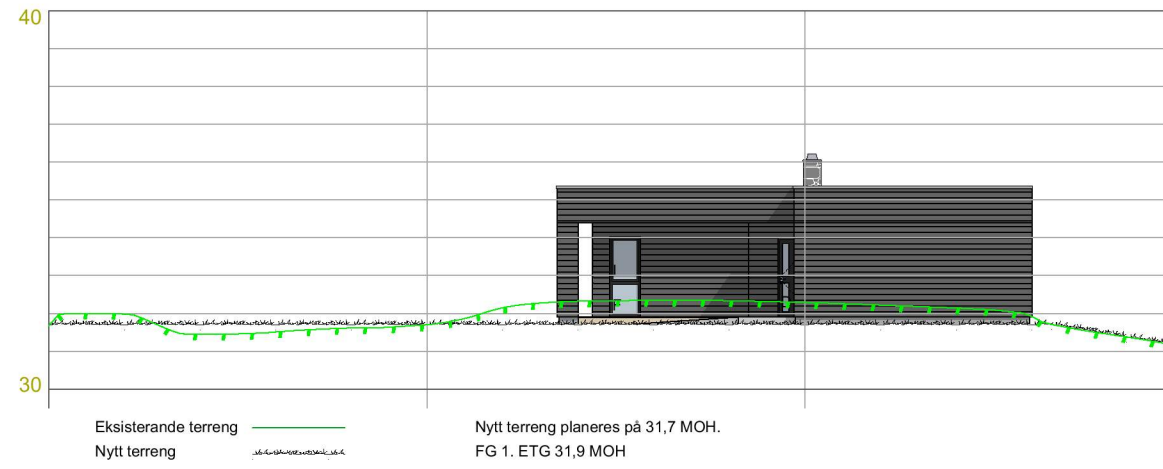 40
30
Eksisterande terreng
Nytt terreng planeres på 31,7 MOH.
Nytt terreng
FG 1. ETG 31,9 MOH